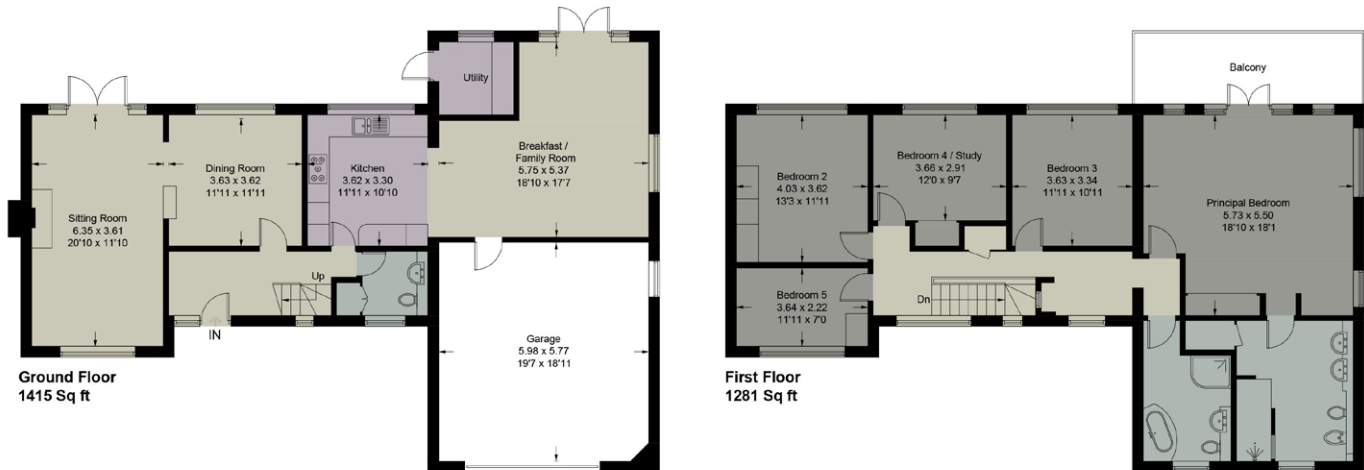 Utility
Breakfast /
Family Room
5.75 x 5.37
18'10 x 17'7
Dining Room
3.63 x 3.62
11'11 x 11'11
Kitchen
3.62 x 3.30
11'11 x 10'10
Sitting Room
6.35 x 3.61
20'10 x 11'10
Up
IN
Garage
5.98 x 5.77
19'7 x 18'11
Ground Floor
1415 Sq ft
Balcony
Bedroom 2
4.03 x 3.62
13'3 x 11'11
Bedroom 4 / Study
3.66 x 2.91
12'0 x 9'7
Bedroom 3
3.63 x 3.34
11'11 x 10'11
Principal Bedroom
5.73 x 5.50
18'10 x 18'1
Bedroom 5
3.64 x 2.22
11'11 x 7'0
Dn
First Floor
1281 Sq ft